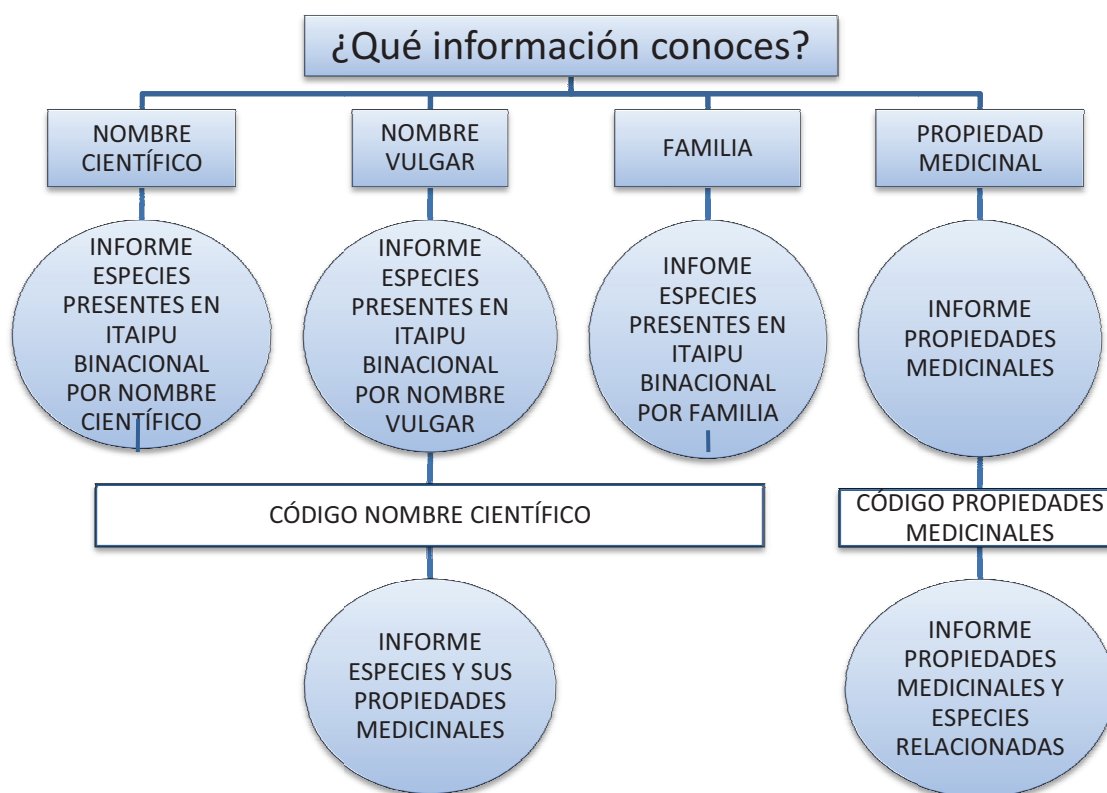 ¿Qué información conoces?
NOMBRE
CIENTÍFICO
NOMBRE
VULGAR
FAMILIA
PROPIEDAD
MEDICINAL
INFORME
ESPECIES
PRESENTES EN
ITAIPU
BINACIONAL
POR NOMBRE
CIENTÍFICO
INFORME
ESPECIES
PRESENTES EN
ITAIPU
BINACIONAL
POR NOMBRE
VULGAR
INFOME
ESPECIES
PRESENTES EN
ITAIPU
BINACIONAL
POR FAMILIA
INFORME
PROPIEDADES
MEDICINALES
CÓDIGO NOMBRE CIENTÍFICO
CÓDIGO PROPIEDADES
MEDICINALES
INFORME
ESPECIES Y SUS
PROPIEDADES
MEDICINALES
INFORME
PROPIEDADES
MEDICINALES Y
ESPECIES
RELACIONADAS